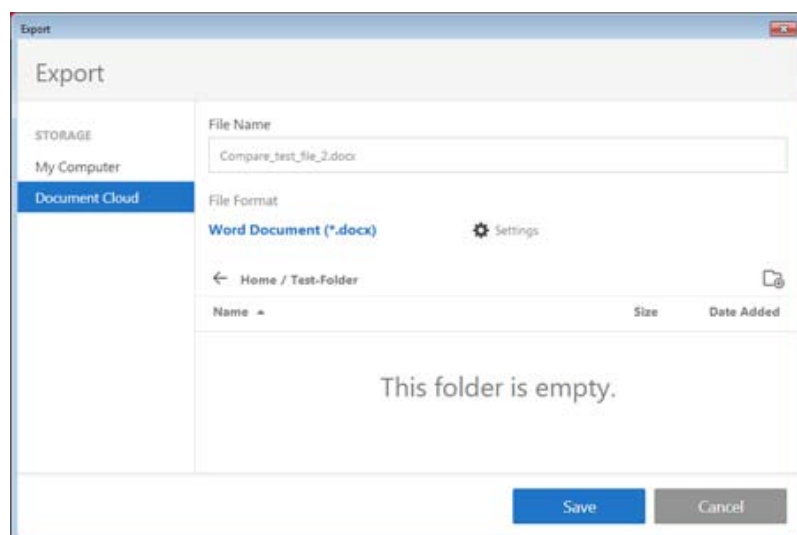 Export
Export
STORAGE
My Computer
Document Cloud
File Name
Compare_test_file_2.docx
File Format
Word Document (*.docx)
Settings
Home / Test-Folder
Name
Size
Date Added
This folder is empty.
Save
Cancel